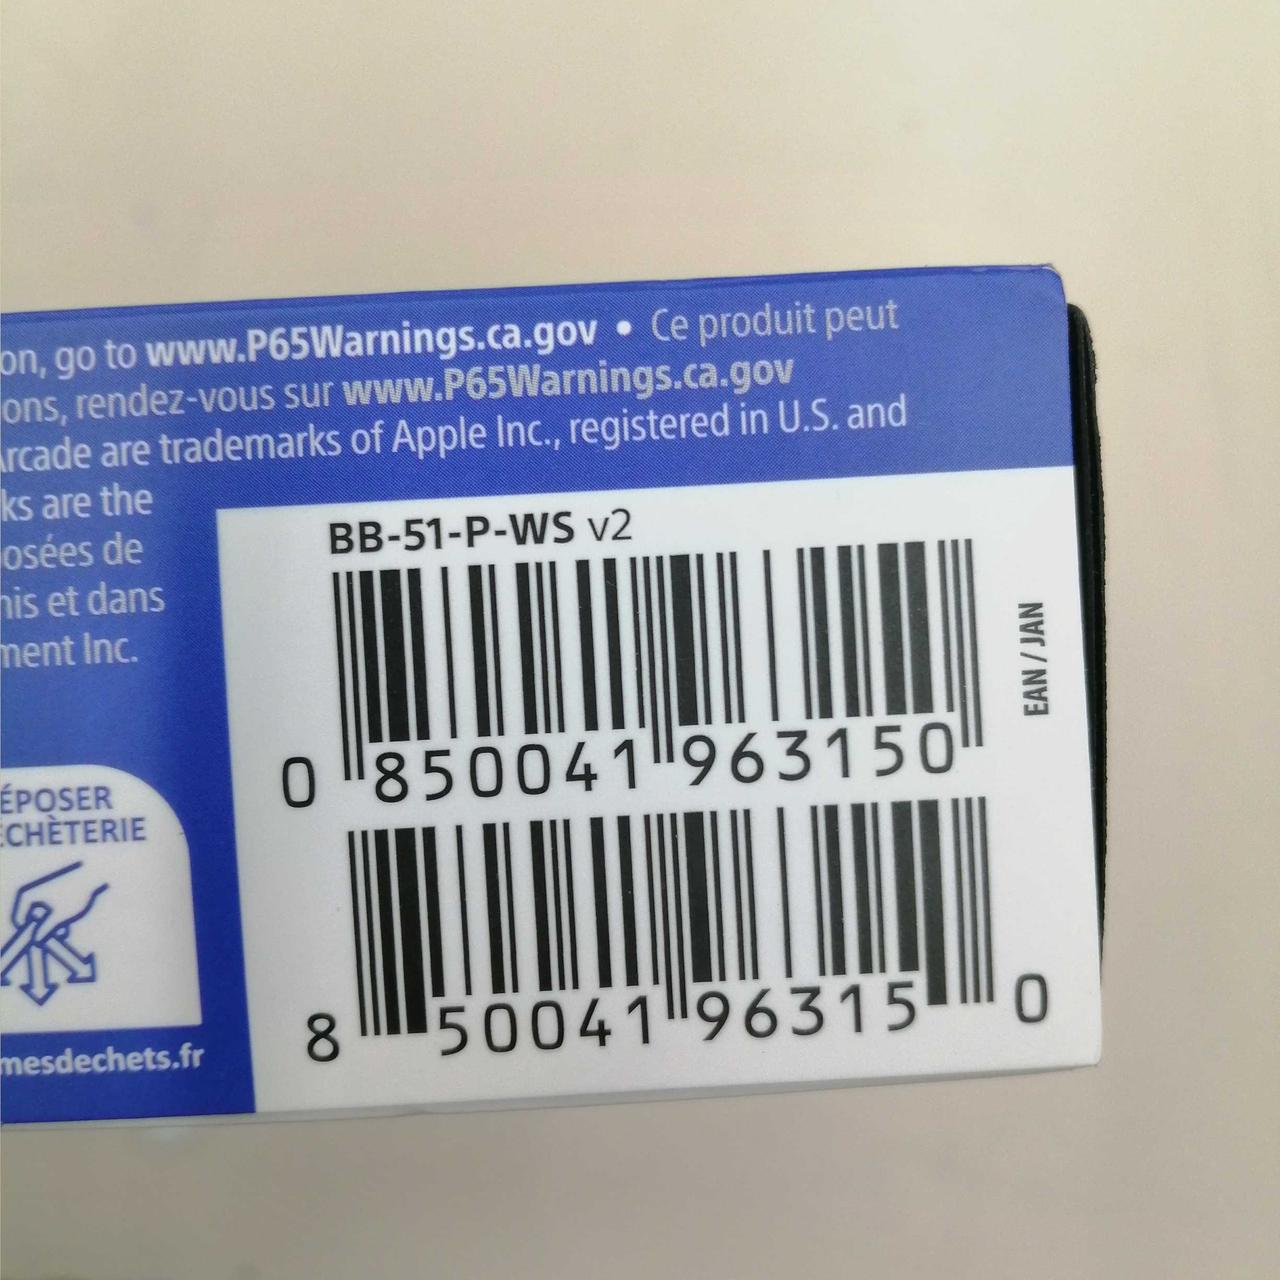 on, go to www.P65Warnings.ca.gov • Ce produit peut
ons, rendez-vous sur www.P65Warnings.ca.gov
Arcade are trademarks of Apple Inc., registered in U.S. and
ks are the
osées de
nis et dans
ment Inc.
BB-51-P-WS v2
0 850041 963150
EAN / JAN
8 50041 96315 0
ÉPOSER
ÉCHÈTERIE
mesdechets.fr